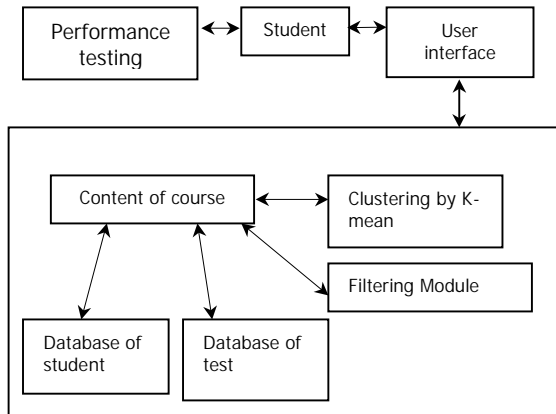 Performance
testing
Student
User
interface
Content of course
Clustering by K-
mean
Filtering Module
Database of
student
Database of
test